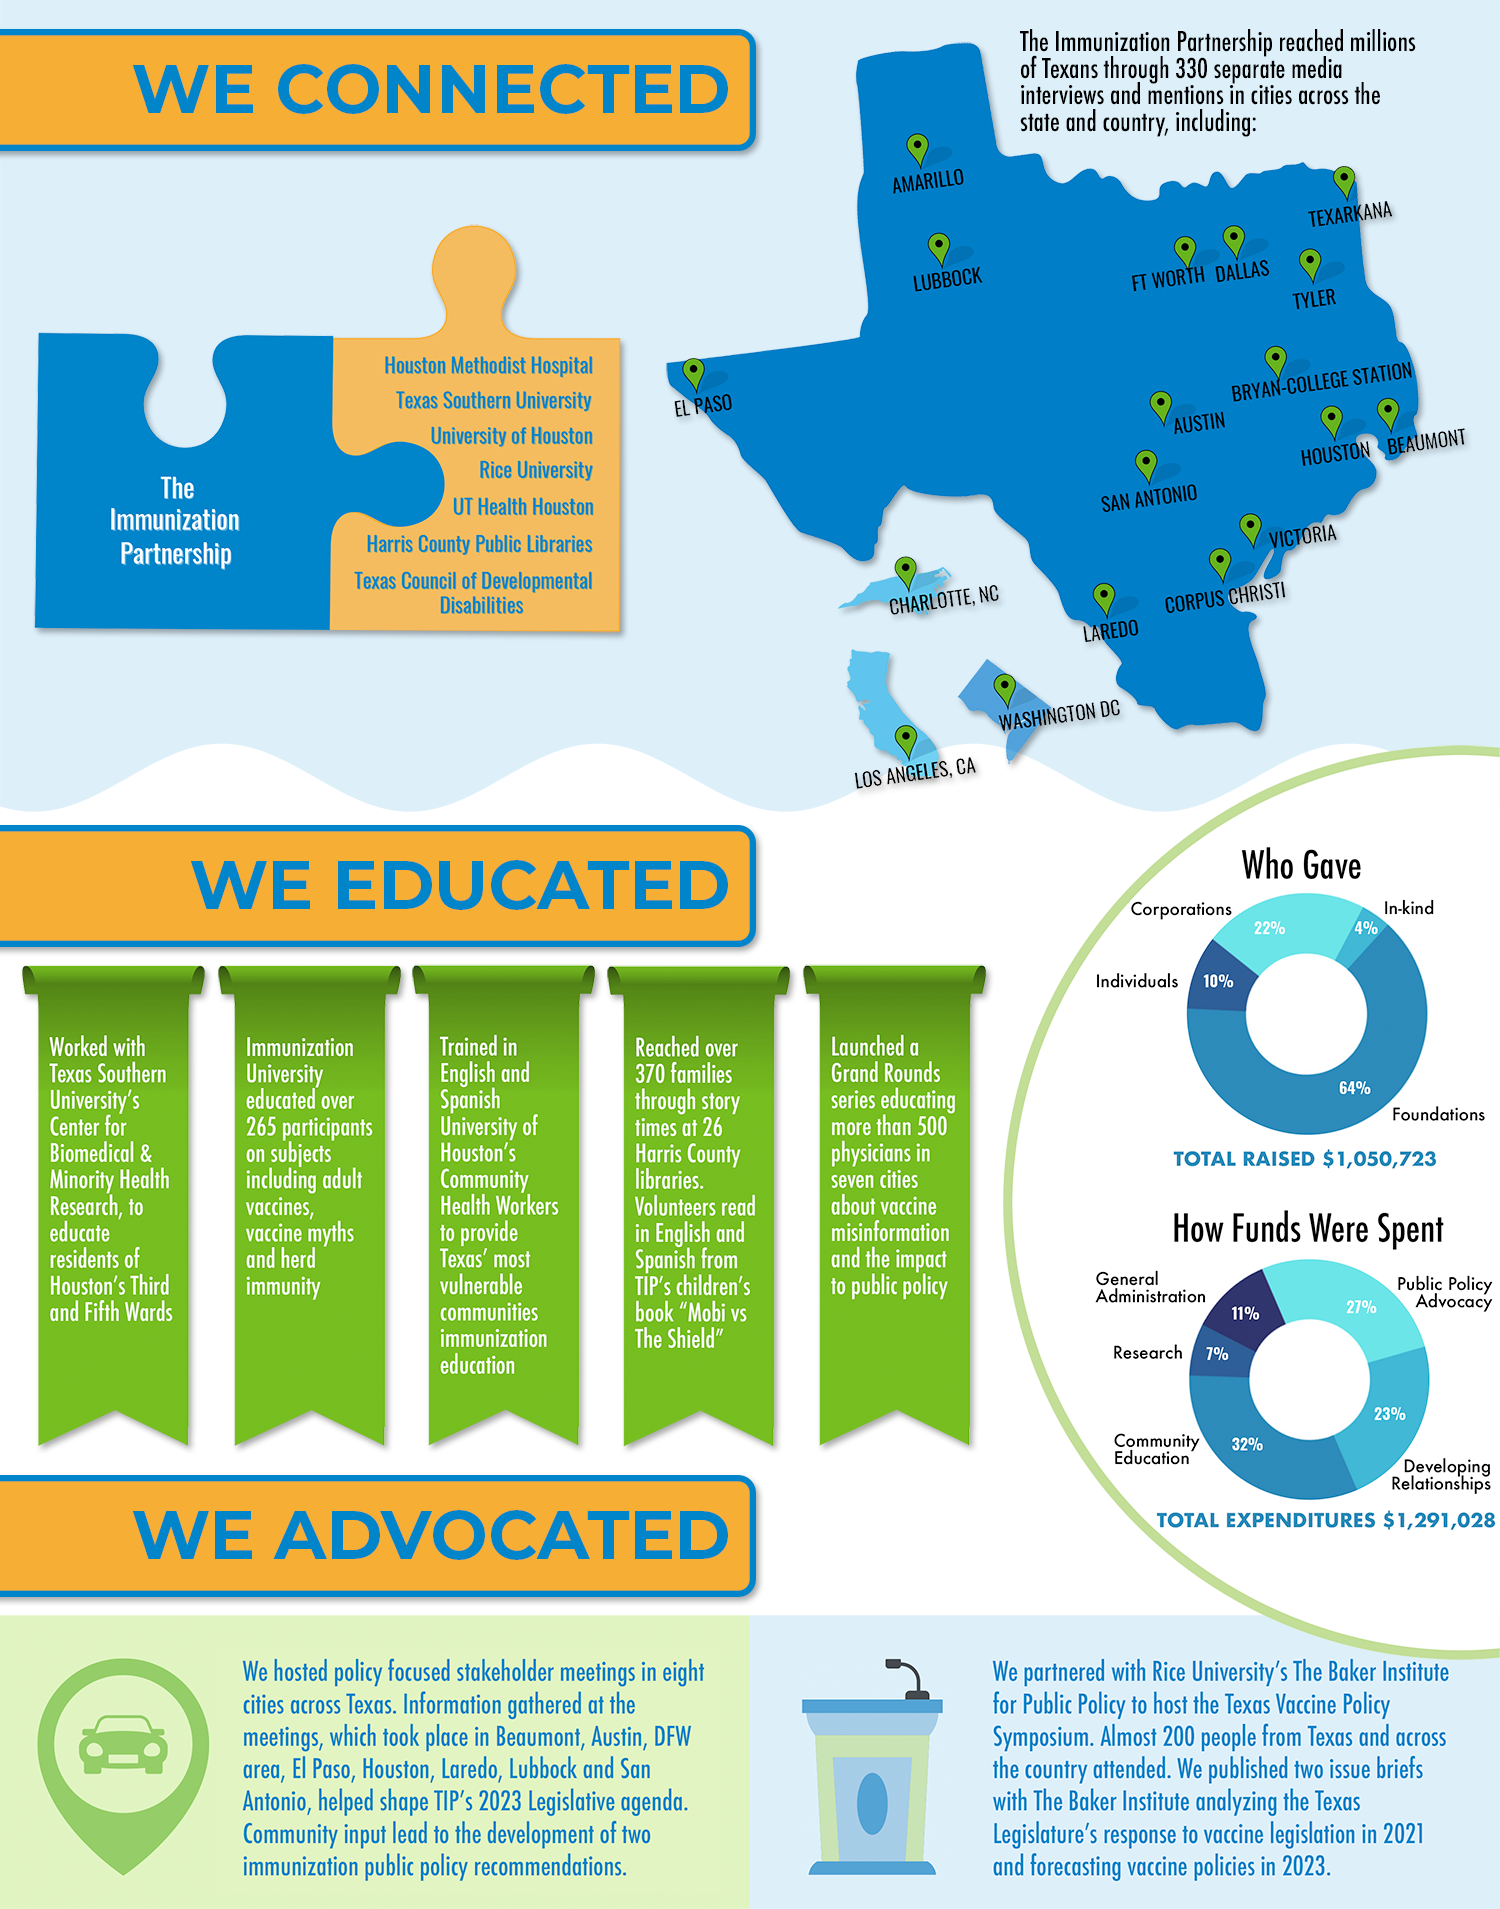 WE CONNECTED
The Immunization Partnership reached millions
of Texans through 330 separate media
interviews and mentions in cities across the
state and country, including:
The
Immunization
Partnership
Houston Methodist Hospital
Texas Southern University
University of Houston
Rice University
UT Health Houston
Harris County Public Libraries
Texas Council of Developmental
Disabilities
AMARILLO
TEXARKANA
LUBBOCK
FT WORTH
DALLAS
TYLER
EL PASO
BRYAN-COLLEGE STATION
AUSTIN
HOUSTON
BEAUMONT
SAN ANTONIO
VICTORIA
CORPUS CHRISTI
LAREDO
CHARLOTTE, NC
WASHINGTON DC
LOS ANGELES, CA
WE EDUCATED
Worked with
Texas Southern
University's
Center for
Biomedical &
Minority Health
Research, to
educate
residents of
Houston's Third
and Fifth Wards
Immunization
University
educated over
265 participants
on subjects
including adult
vaccines,
vaccine myths
and herd
immunity
Trained in
English and
Spanish
University of
Houston's
Community
Health Workers
to provide
Texas' most
vulnerable
communities
immunization
education
Reached over
370 families
through story
times at 26
Harris County
libraries.
Volunteers read
in English and
Spanish from
TIP's children's
book "Mobi vs
The Shield"
Launched a
Grand Rounds
series educating
more than 500
physicians in
seven cities
about vaccine
misinformation
and the impact
to public policy
Who Gave
Corporations
22%
In-kind
4%
Individuals
10%
64%
Foundations
TOTAL RAISED $1,050,723
How Funds Were Spent
General
Administration
11%
27%
Public Policy
Advocacy
Research
7%
23%
Developing
Relationships
Community
Education
32%
TOTAL EXPENDITURES $1,291,028
WE ADVOCATED
We hosted policy focused stakeholder meetings in eight
cities across Texas. Information gathered at the
meetings, which took place in Beaumont, Austin, DFW
area, El Paso, Houston, Laredo, Lubbock and San
Antonio, helped shape TIP's 2023 Legislative agenda.
Community input lead to the development of two
immunization public policy recommendations.
We partnered with Rice University's The Baker Institute
for Public Policy to host the Texas Vaccine Policy
Symposium. Almost 200 people from Texas and across
the country attended. We published two issue briefs
with The Baker Institute analyzing the Texas
Legislature's response to vaccine legislation in 2021
and forecasting vaccine policies in 2023.